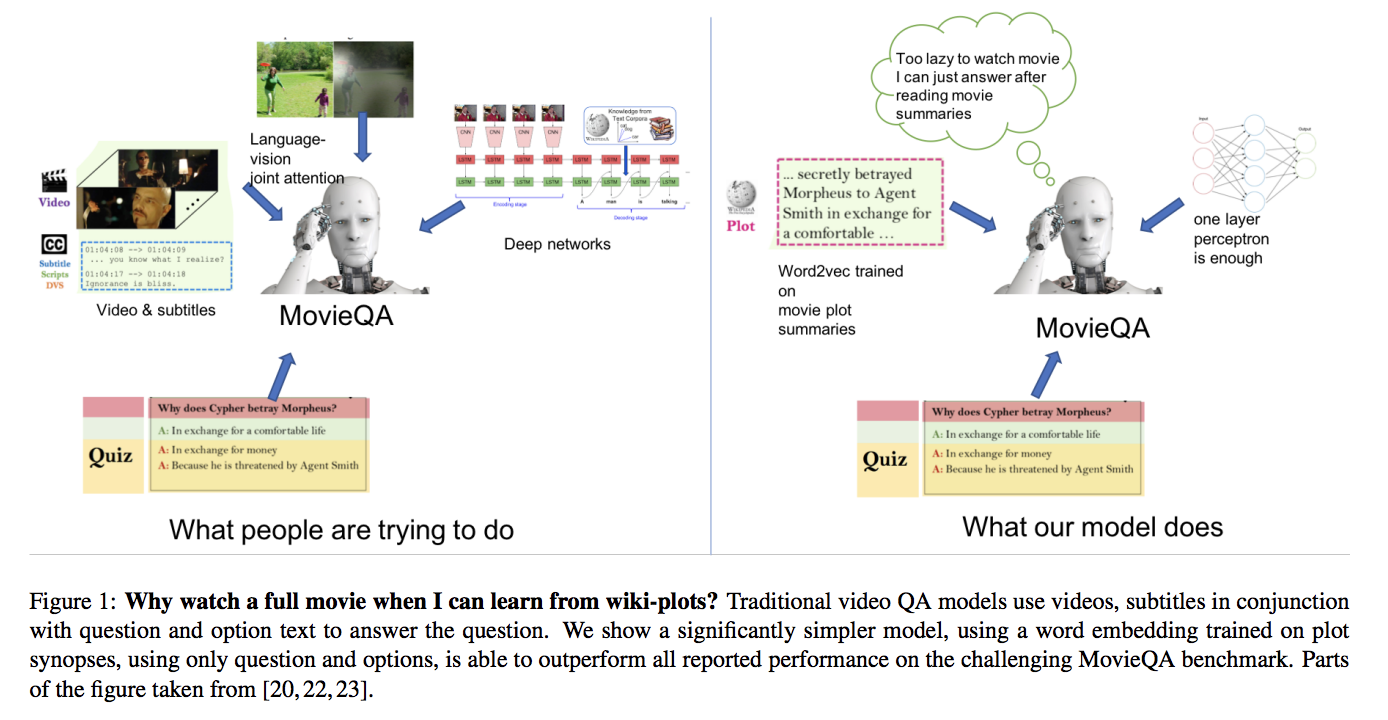 Language-
vision
joint attention
Video
CC
Subtitle
Scripts
DVS
01:04:08 --> 01:04:09
... you know what I realize?
01:04:17 --> 01:04:18
Ignorance is bliss.
Video & subtitles
CNN CNN CNN CNN
Knowledge from
Text Corpora
LSTM LSTM LSTM LSTM LSTM LSTM LSTM LSTM
LSTM LSTM LSTM LSTM LSTM LSTM LSTM LSTM
A man is talking
Encoding stage
Decoding stage
Deep networks
MovieQA
Quiz
Why does Cypher betray Morpheus?
A: In exchange for a comfortable life
A: In exchange for money
A: Because he is threatened by Agent Smith
What people are trying to do
Too lazy to watch movie
I can just answer after
reading movie
summaries
WIKIPEDIA
Plot
... secretly betrayed
Morpheus to Agent
Smith in exchange for
a comfortable ...
Word2vec trained
on
movie plot
summaries
Input
Output
one layer
perceptron
is enough
MovieQA
Quiz
Why does Cypher betray Morpheus?
A: In exchange for a comfortable life
A: In exchange for money
A: Because he is threatened by Agent Smith
What our model does
Figure 1: Why watch a full movie when I can learn from wiki-plots? Traditional video QA models use videos, subtitles in conjunction
with question and option text to answer the question. We show a significantly simpler model, using a word embedding trained on plot
synopses, using only question and options, is able to outperform all reported performance on the challenging MovieQA benchmark. Parts
of the figure taken from [20, 22, 23].